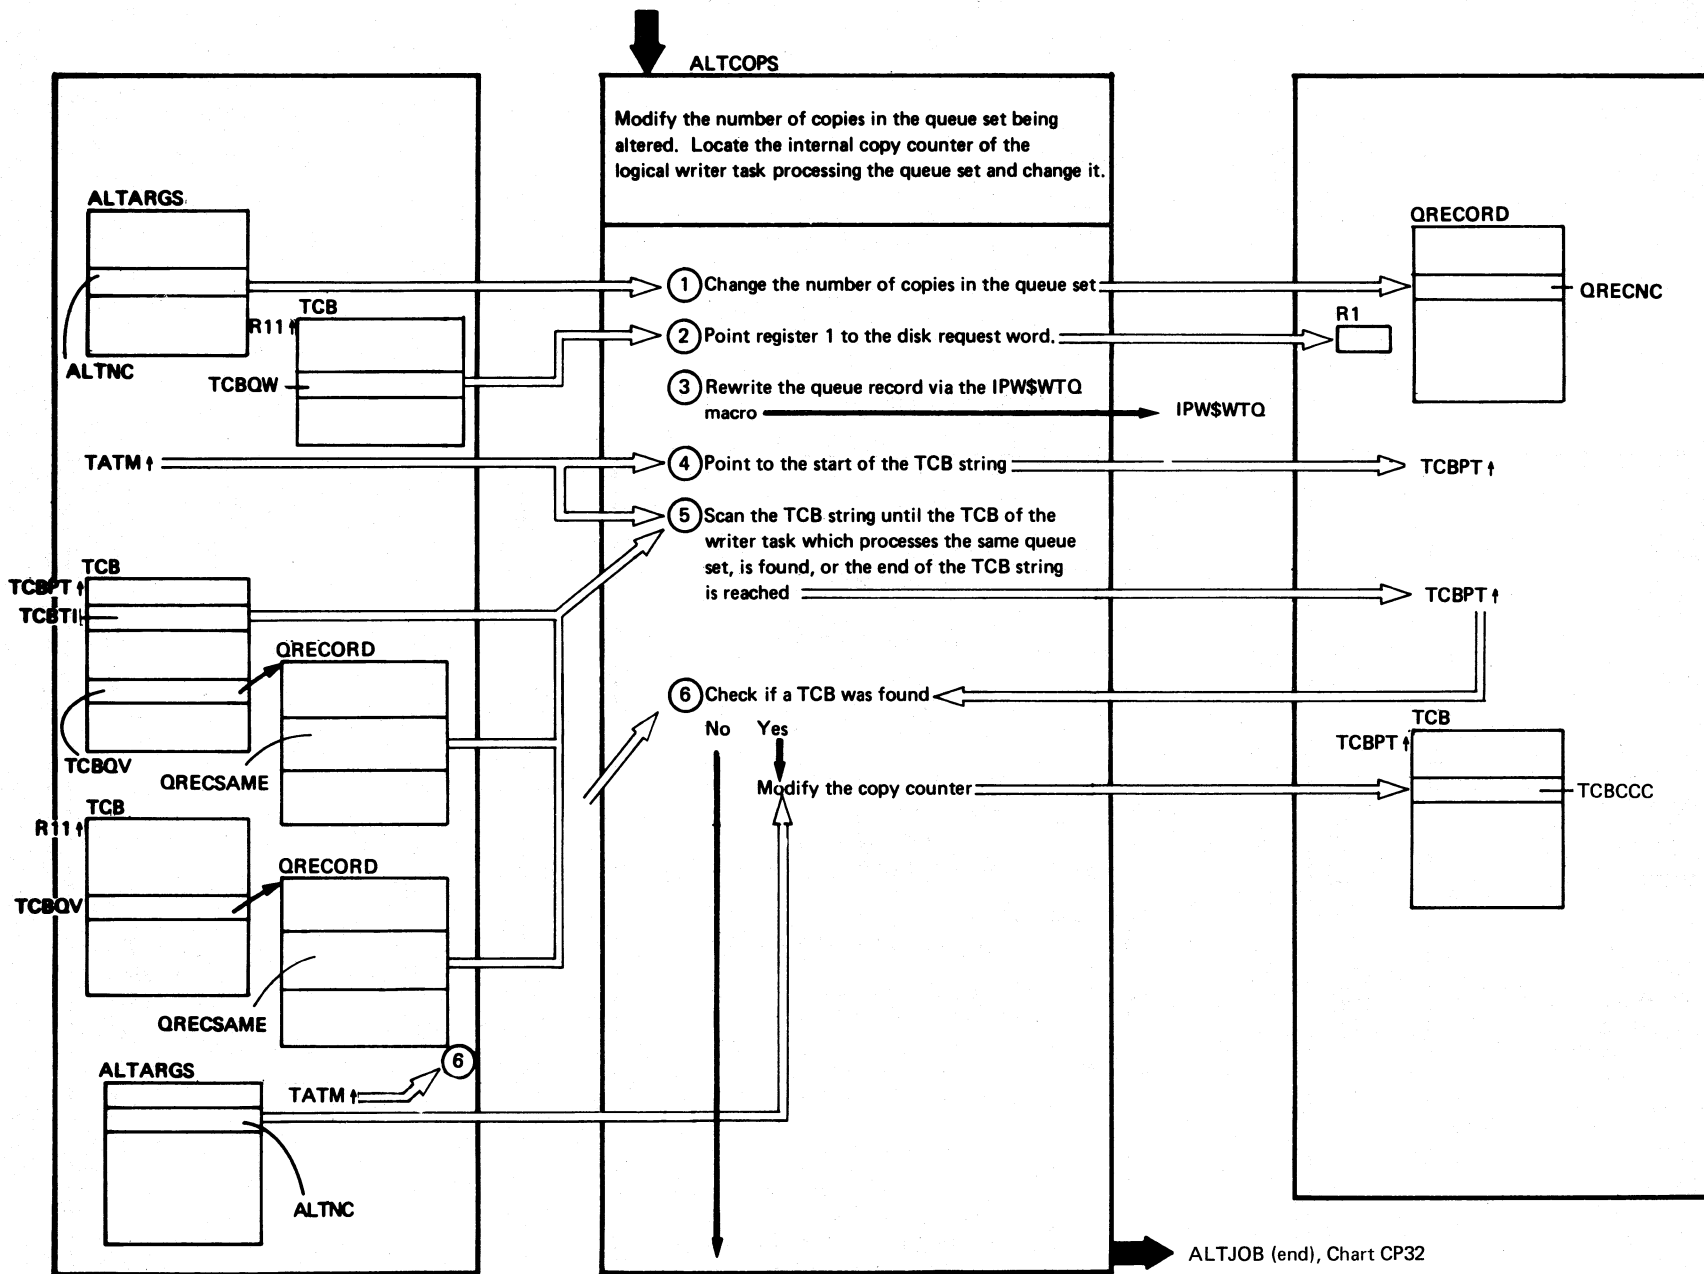 ALTCOPS
Modify the number of copies in the queue set being
altered. Locate the internal copy counter of the
logical writer task processing the queue set and change it.
ALTARGS
QRECORD
1 Change the number of copies in the queue set
QRECNC
TCB
R11
R1
2 Point register 1 to the disk request word.
ALTNC
TCBQW
3 Rewrite the queue record via the IPW$WTQ
macro
IPW$WTQ
TATM
4 Point to the start of the TCB string
TCBPT
5 Scan the TCB string until the TCB of the
writer task which processes the same queue
set, is found, or the end of the TCB string
is reached
TCBPT
TCB
TCBPT
TCBTI
QRECORD
6 Check if a TCB was found
No Yes
TCB
TCBPT
TCBQV
QRECSAME
Modify the copy counter
TCBCCC
TCB
R11
QRECORD
TCBQV
QRECSAME
6
ALTARGS
TATM
ALTNC
ALTJOB (end), Chart CP32